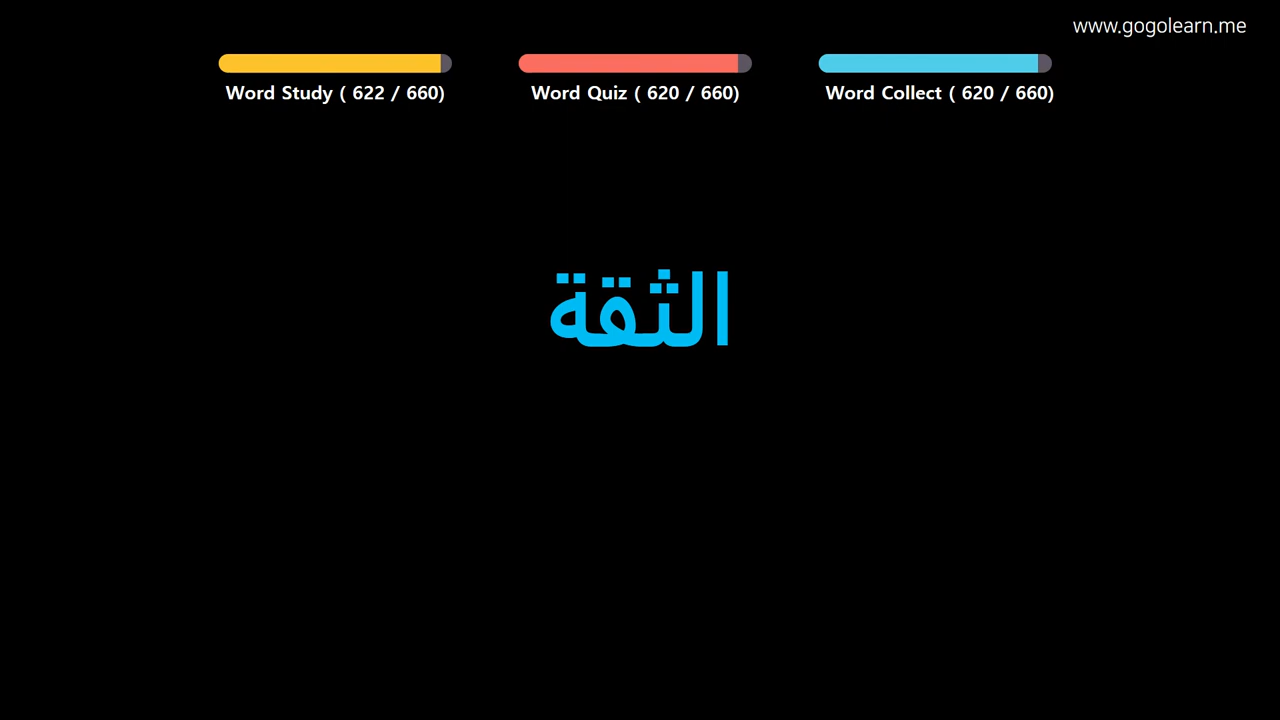 www.gogolearn.me
Word Study ( 622 / 660)
Word Quiz ( 620 / 660)
Word Collect ( 620 / 660)
الثقة